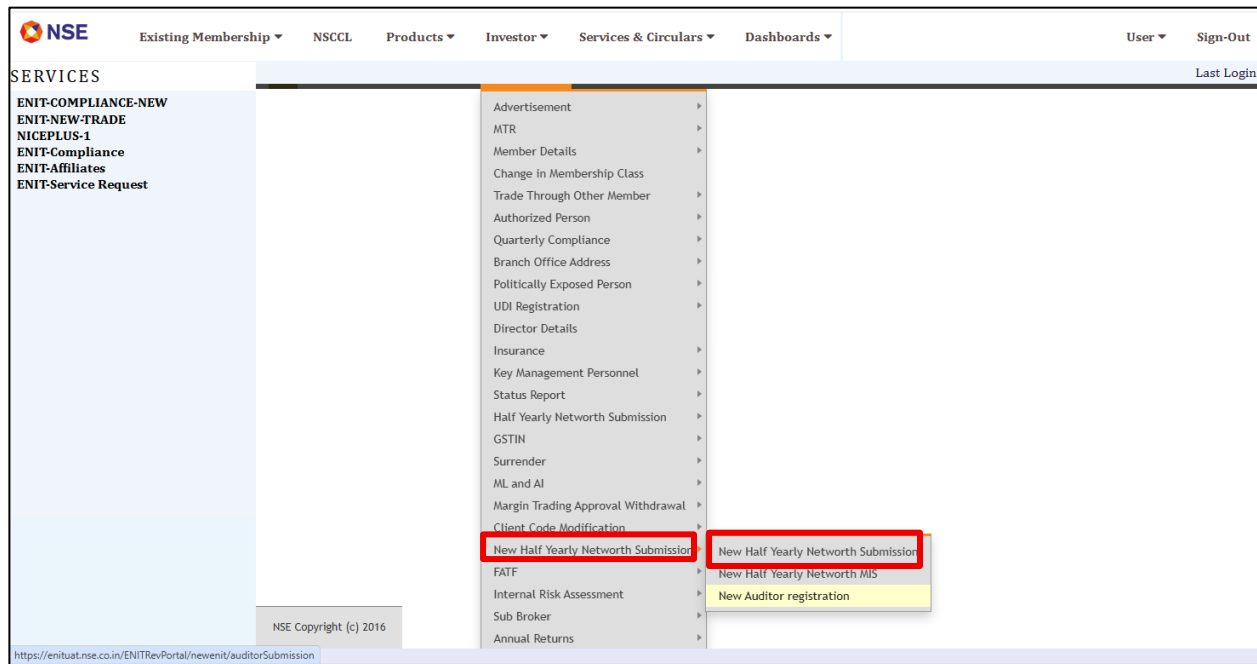 NSE
Existing Membership ▾ NSCCL Products ▾ Investor ▾ Services & Circulars ▾ Dashboards ▾ User ▾ Sign-Out
SERVICES
Last Login
ENIT-COMPLIANCE-NEW
ENIT-NEW-TRADE
NICEPLUS-1
ENIT-Compliance
ENIT-Affiliates
ENIT-Service Request
Advertisement
MTR
Member Details
Change in Membership Class
Trade Through Other Member
Authorized Person
Quarterly Compliance
Branch Office Address
Politically Exposed Person
UDI Registration
Director Details
Insurance
Key Management Personnel
Status Report
Half Yearly Networth Submission
GSTIN
Surrender
ML and AI
Margin Trading Approval Withdrawal
Client Code Modification
New Half Yearly Networth Submission
FATF
Internal Risk Assessment
Sub Broker
Annual Returns
New Half Yearly Networth Submission
New Half Yearly Networth MIS
New Auditor registration
NSE Copyright (c) 2016
https://enituat.nse.co.in/ENITRevPortal/newenit/auditorSubmission